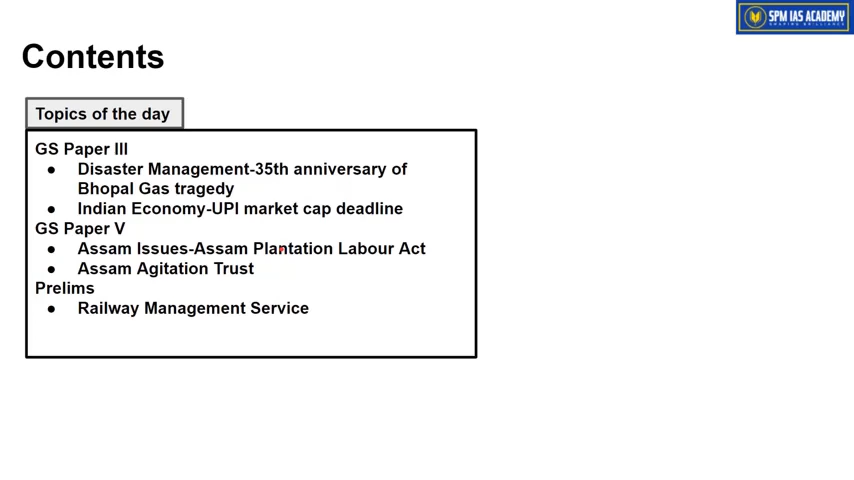 SPM IAS ACADEMY
SHAPING BRILLIANCE
Contents
Topics of the day
GS Paper III
● Disaster Management-35th anniversary of
Bhopal Gas tragedy
● Indian Economy-UPI market cap deadline
GS Paper V
● Assam Issues-Assam Plantation Labour Act
● Assam Agitation Trust
Prelims
● Railway Management Service